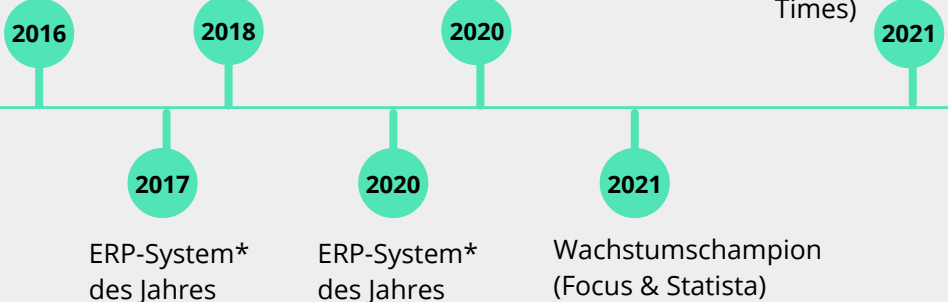 Times)
2016
2018
2020
2021
2017
2020
2021
ERP-System*
des Jahres
ERP-System*
des Jahres
Wachstumschampion
(Focus & Statista)